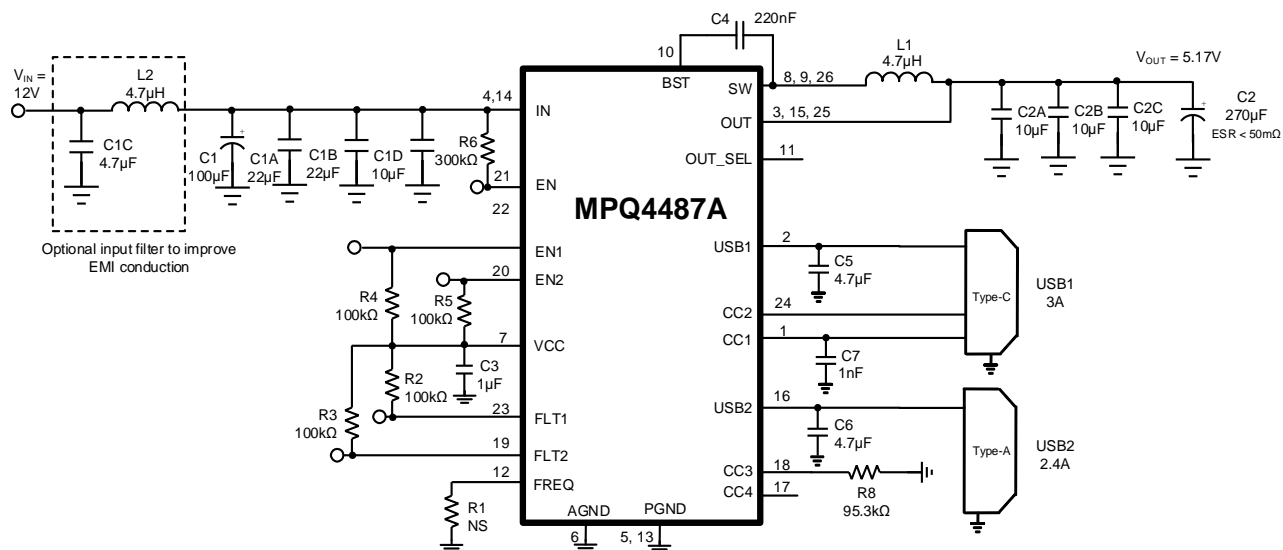 C4
220nF
10
BST
L1
4.7µH
VOUT = 5.17V
VIN =
12V
L2
4.7µH
4,14
IN
SW
8, 9, 26
C1C
4.7µF
C1
100µF
C1A
22µF
C1B
22µF
C1D
10µF
R6
300kΩ
OUT
3, 15, 25
C2A
10µF
C2B
10µF
C2C
10µF
C2
270µF
ESR < 50mΩ
OUT_SEL
11
21
EN
22
MPQ4487A
Optional input filter to improve
EMI conduction
EN1
USB1
2
C5
4.7µF
Type-C
USB1
3A
20
EN2
R4
100kΩ
R5
100kΩ
CC2
24
7
VCC
CC1
1
C3
1µF
C7
1nF
R2
100kΩ
R3
100kΩ
23
FLT1
USB2
16
C6
4.7µF
Type-A
USB2
2.4A
19
FLT2
12
FREQ
CC3
18
CC4
17
R8
95.3kΩ
R1
NS
AGND
PGND
6
5, 13